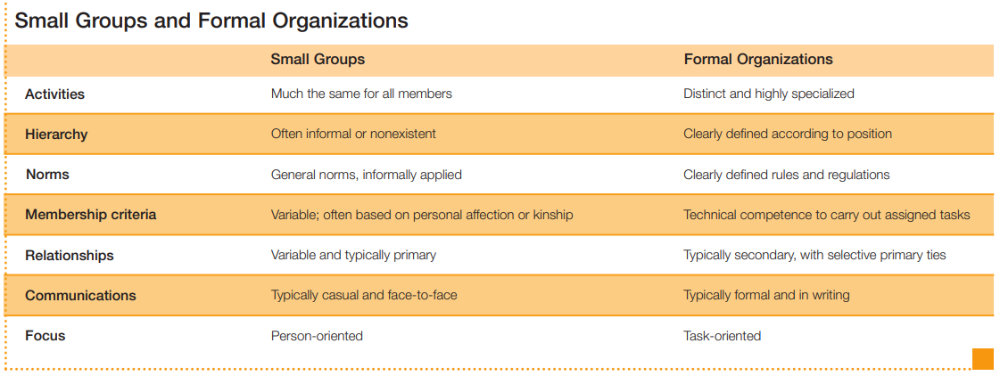 Small Groups and Formal Organizations
Small Groups Formal Organizations
Activities Much the same for all members Distinct and highly specialized
Hierarchy Often informal or nonexistent Clearly defined according to position
Norms General norms, informally applied Clearly defined rules and regulations
Membership criteria Variable; often based on personal affection or kinship Technical competence to carry out assigned tasks
Relationships Variable and typically primary Typically secondary, with selective primary ties
Communications Typically casual and face-to-face Typically formal and in writing
Focus Person-oriented Task-oriented